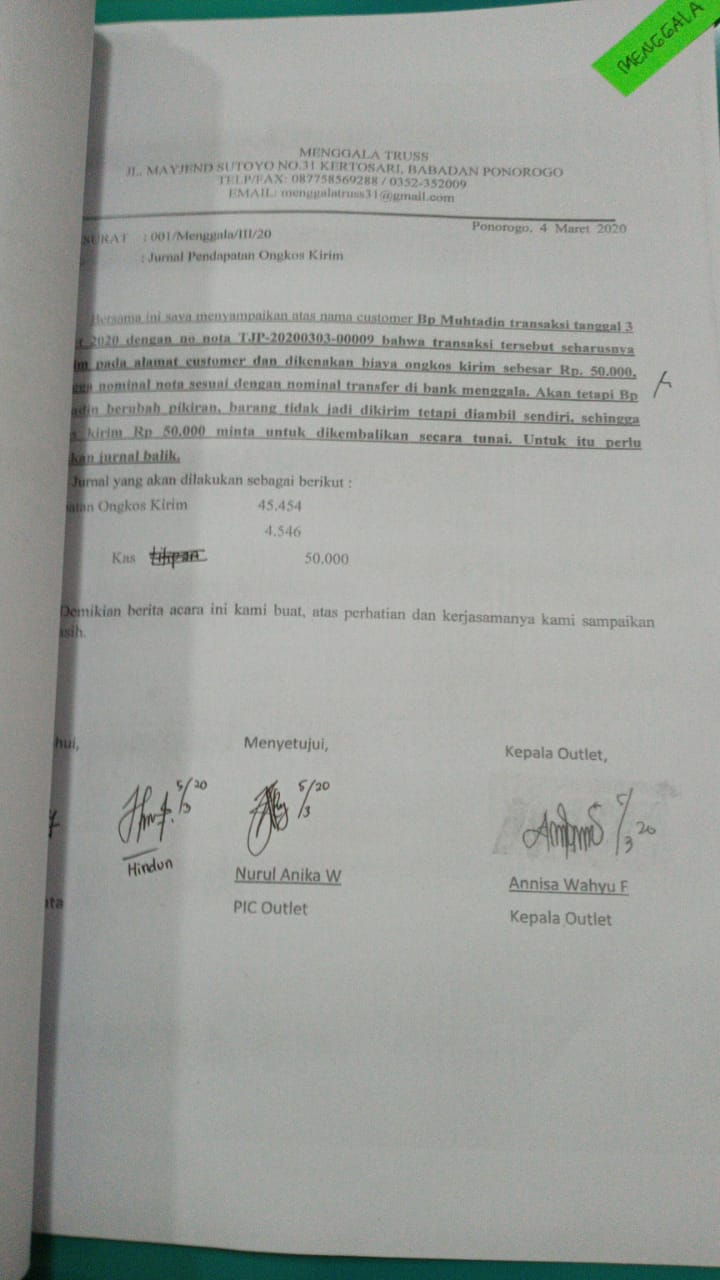 MENGGALA
MENGGALA TRUSS
JL. MAYJEND SUTOYO NO.31 KERTOSARI, BABADAN PONOROGO
TELP/FAX: 087758569288 / 0352-352009
EMAIL: menggalatruss31@gmail.com
Ponorogo, 4 Maret 2020
SURAT : 001/Menggala/III/20
: Jurnal Pendapatan Ongkos Kirim
Bersama ini saya menyampaikan atas nama customer Bp Muhtadin transaksi tanggal 3
2020 dengan no nota TJP-20200303-00009 bahwa transaksi tersebut seharusnya
im pada alamat customer dan dikenakan biaya ongkos kirim sebesar Rp. 50.000,
gga nominal nota sesuai dengan nominal transfer di bank menggala. Akan tetapi Bp
adin berubah pikiran, barang tidak jadi dikirim tetapi diambil sendiri, sehingga
kirim Rp 50.000 minta untuk dikembalikan secara tunai. Untuk itu perlu
kan jurnal balik.
Jurnal yang akan dilakukan sebagai berikut :
atan Ongkos Kirim 45.454
4.546
Kas titipan 50.000
Demikian berita acara ini kami buat, atas perhatian dan kerjasamanya kami sampaikan
asih.
hui,
Menyetujui,
Kepala Outlet,
5/3 20
5/3 20
5/3 20
Hindun
Nurul Anika W
Annisa Wahyu F
ata
PIC Outlet
Kepala Outlet